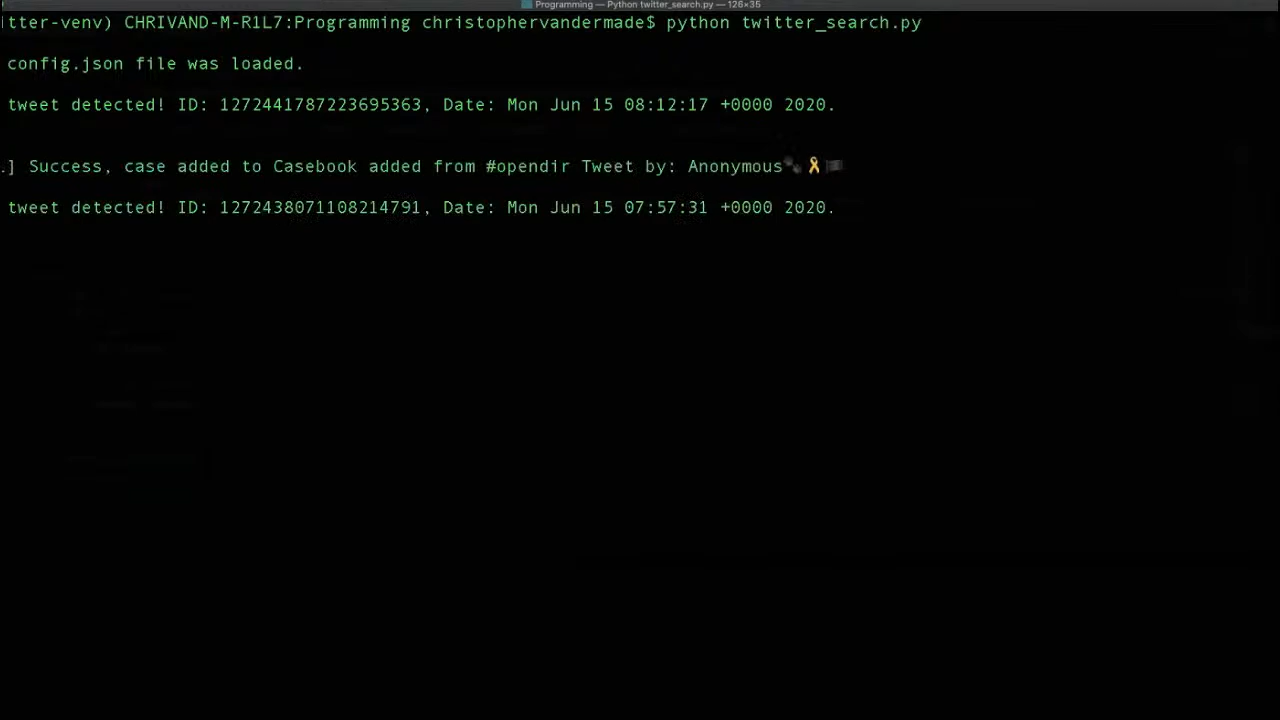 Programming — Python twitter_search.py — 126×35
tter-venv) CHRIVAND-M-R1L7:Programming christophervandermade$ python twitter_search.py
config.json file was loaded.
tweet detected! ID: 1272441787223695363, Date: Mon Jun 15 08:12:17 +0000 2020.
.] Success, case added to Casebook added from #opendir Tweet by: Anonymous🐾🎗🏴
tweet detected! ID: 1272438071108214791, Date: Mon Jun 15 07:57:31 +0000 2020.